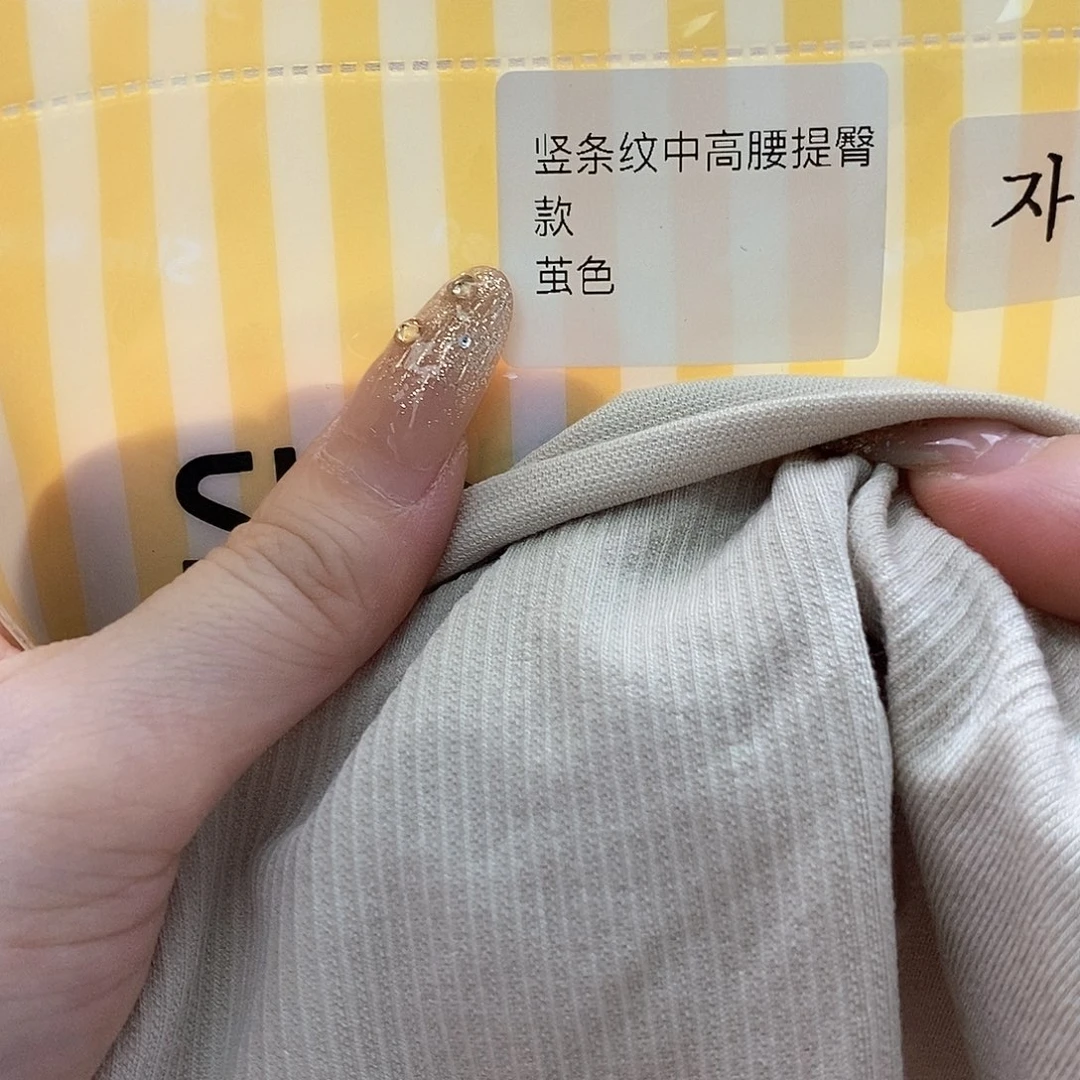 竖条纹中高腰提臀
款
茧色
자